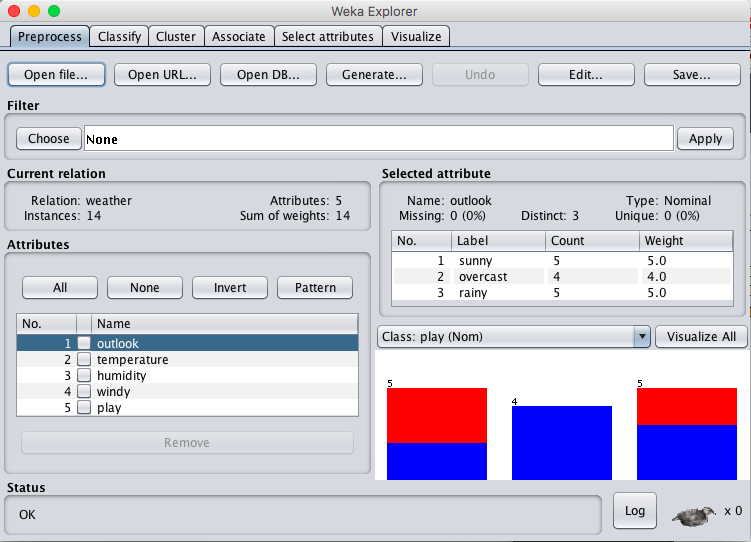 Weka Explorer
Preprocess Classify Cluster Associate Select attributes Visualize
Open file... Open URL... Open DB... Generate... Undo Edit... Save...
Filter
Choose None Apply
Current relation
Relation: weather Attributes: 5
Instances: 14 Sum of weights: 14
Attributes
All None Invert Pattern
No. Name
1 outlook
2 temperature
3 humidity
4 windy
5 play
Remove
Selected attribute
Name: outlook Type: Nominal
Missing: 0 (0%) Distinct: 3 Unique: 0 (0%)
No. Label Count Weight
1 sunny 5 5.0
2 overcast 4 4.0
3 rainy 5 5.0
Class: play (Nom) Visualize All
5 4 5
Status
OK Log x 0